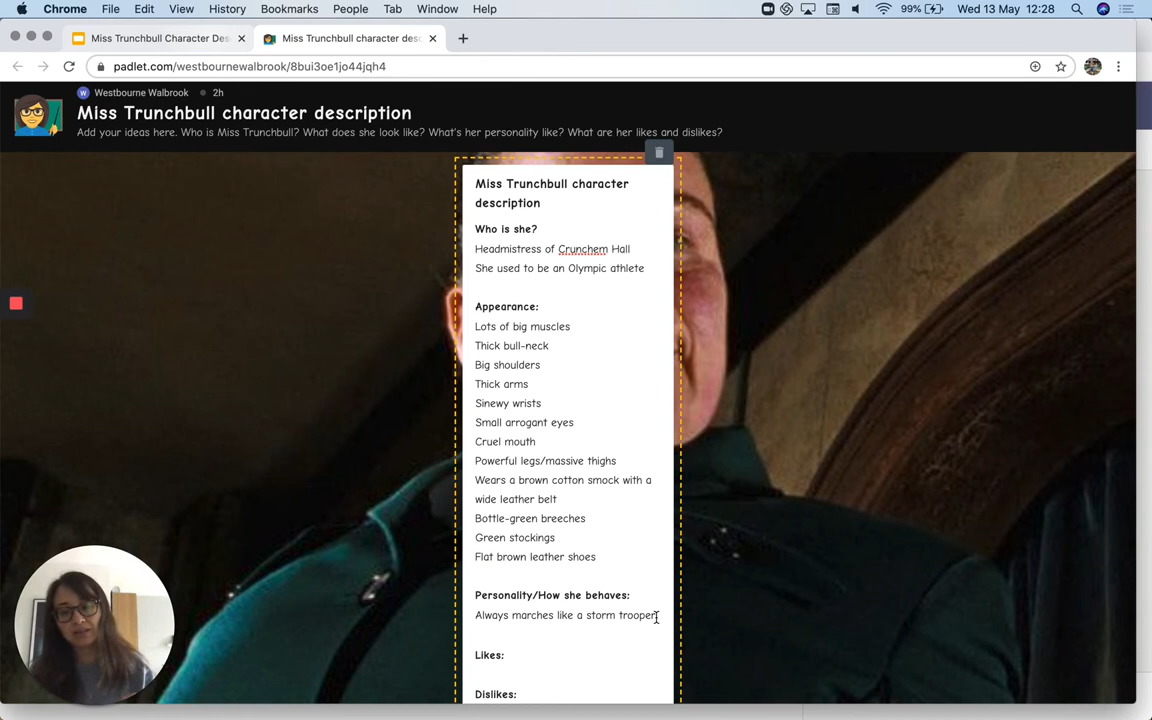 Chrome File Edit View History Bookmarks People Tab Window Help 99% Wed 13 May 12:28
Miss Trunchbull Character Des
Miss Trunchbull character desc
padlet.com/westbournewalbrook/8bui3oe1jo44jqh4
W Westbourne Walbrook 2h
Miss Trunchbull character description
Add your ideas here. Who is Miss Trunchbull? What does she look like? What's her personality like? What are her likes and dislikes?
Miss Trunchbull character
description
Who is she?
Headmistress of Crunchem Hall
She used to be an Olympic athlete
Appearance:
Lots of big muscles
Thick bull-neck
Big shoulders
Thick arms
Sinewy wrists
Small arrogant eyes
Cruel mouth
Powerful legs/massive thighs
Wears a brown cotton smock with a
wide leather belt
Bottle-green breeches
Green stockings
Flat brown leather shoes
Personality/How she behaves:
Always marches like a storm trooper
Likes:
Dislikes: